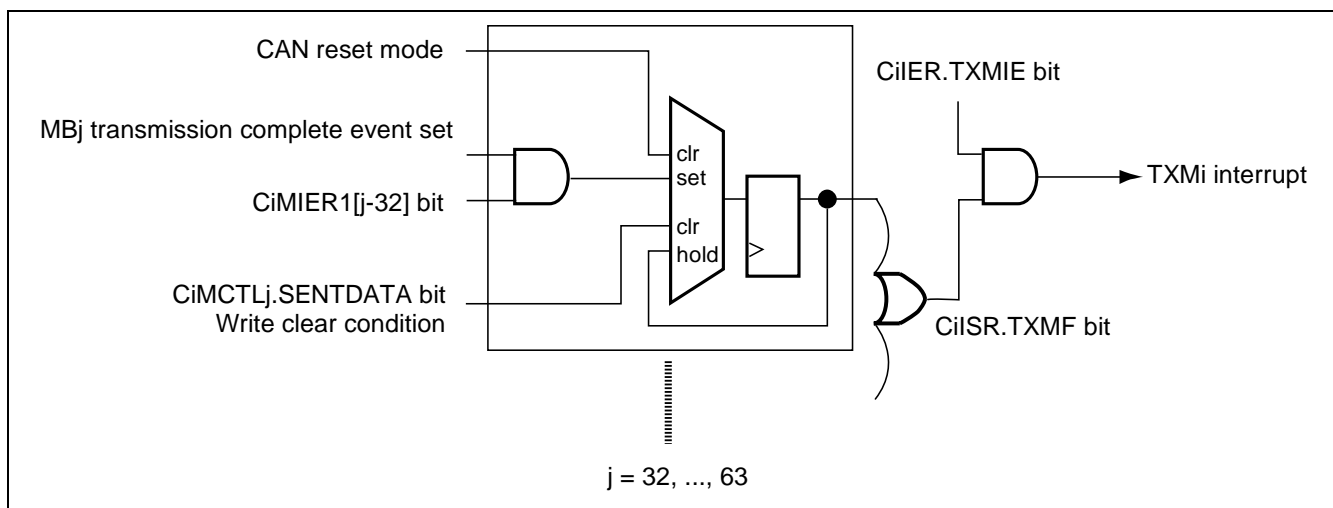 CAN reset mode
CiIER.TXMIE bit
MBj transmission complete event set
clr
set
TXMi interrupt
CiMIER1[j-32] bit
clr
hold
CiMCTLj.SENTDATA bit
Write clear condition
CiISR.TXMF bit
j = 32, ..., 63